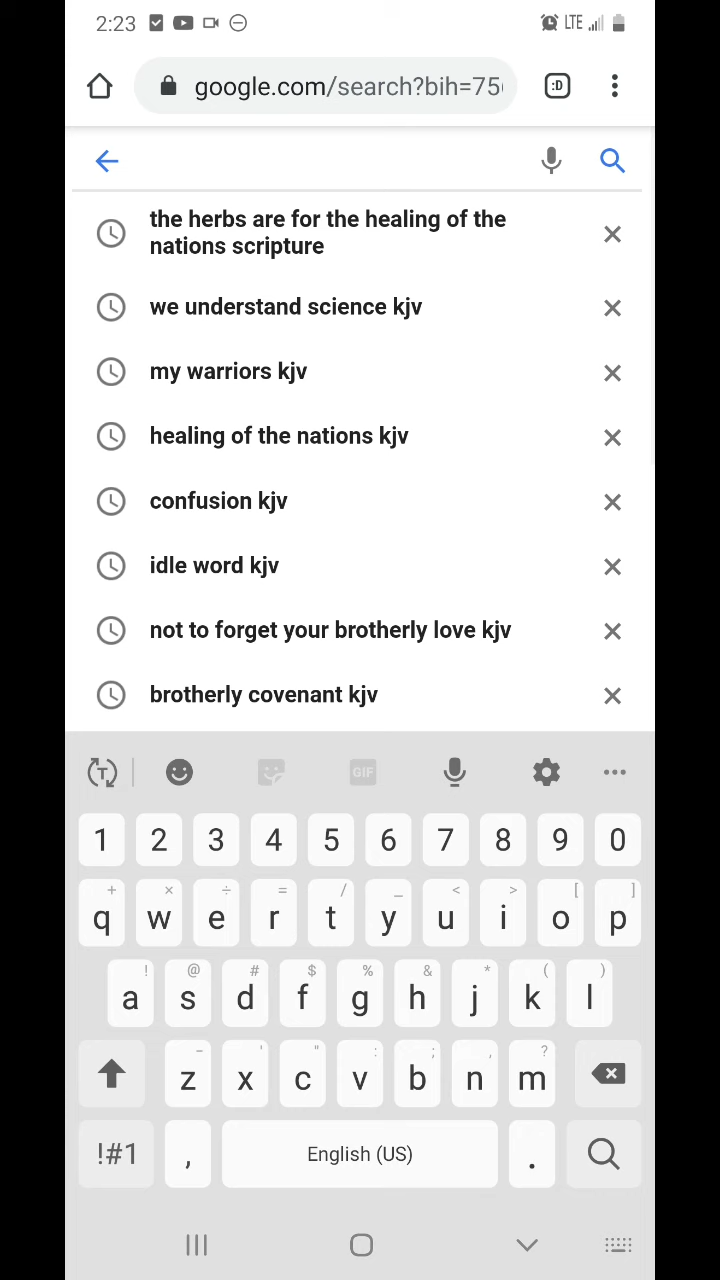 2:23 LTE
google.com/search?bih=75
:D
the herbs are for the healing of the
nations scripture
we understand science kjv
my warriors kjv
healing of the nations kjv
confusion kjv
idle word kjv
not to forget your brotherly love kjv
brotherly covenant kjv
T GIF
1 2 3 4 5 6 7 8 9 0
+ × ÷ = / _ < > [ ]
q w e r t y u i o p
! @ # $ % & * ( )
a s d f g h j k l
- ' " : ; , ?
z x c v b n m
!#1 , English (US) .